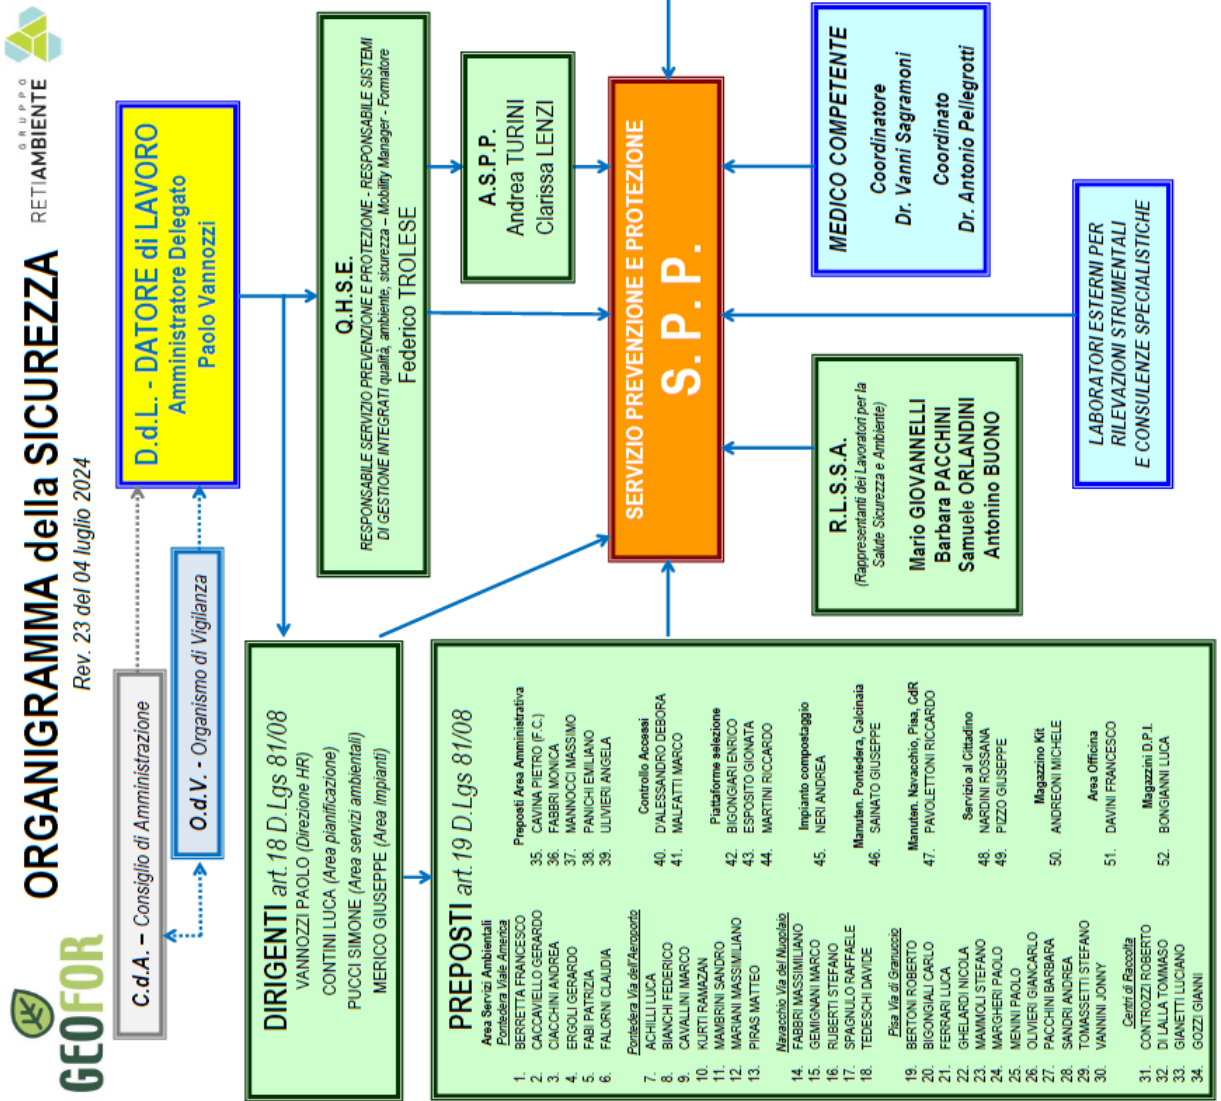 GEOFOR
ORGANIGRAMMA della SICUREZZA
Rev. 23 del 04 luglio 2024
GRUPPO
RETIAMBIENTE
C.d.A. – Consiglio di Amministrazione
O.d.V. - Organismo di Vigilanza
D.d.L. - DATORE di LAVORO
Amministratore Delegato
Paolo Vannozzi
DIRIGENTI art.18 D.Lgs 81/08
VANNOZZI PAOLO (Direzione HR)
CONTINI LUCA (Area pianificazione)
PUCCI SIMONE (Area servizi ambientali)
MERICO GIUSEPPE (Area Impianti)
Q.H.S.E.
RESPONSABILE SERVIZIO PREVENZIONE E PROTEZIONE - RESPONSABILE SISTEMI
DI GESTIONE INTEGRATI qualità, ambiente, sicurezza – Mobility Manager - Formatore
Federico TROLESE
A.S.P.P.
Andrea TURINI
Clarissa LENZI
PREPOSTI art.19 D.Lgs 81/08
Area Servizi Ambientali
Pontedera Viale America
1. BERRETTA FRANCESCO
2. CACCAVIELLO GERARDO
3. CIACCHINI ANDREA
4. ERGOLI GERARDO
5. FABI PATRIZIA
6. FALORNI CLAUDIA
Pontedera Via dell'Aeroporto
7. ACHILLI LUCA
8. BIANCHI FEDERICO
9. CAVALLINI MARCO
10. KURTI RAMAZAN
11. MAMBRINI SANDRO
12. MARIANI MASSIMILIANO
13. PIRAS MATTEO
Navacchio Via del Nugolaio
14. FABBRI MASSIMILIANO
15. GEMIGNANI MARCO
16. RUBERTI STEFANO
17. SPAGNULO RAFFAELE
18. TEDESCHI DAVIDE
Pisa Via di Granuccio
19. BERTONI ROBERTO
20. BIGONGIALI CARLO
21. FERRARI LUCA
22. GHELARDI NICOLA
23. MAMMOLI STEFANO
24. MARGHERI PAOLO
25. MENINI PAOLO
26. OLIVIERI GIANCARLO
27. PACCHINI BARBARA
28. SANDRI ANDREA
29. TOMASSETTI STEFANO
30. VANNINI JONNY
Centri di Raccolta
31. CONTROZZI ROBERTO
32. DI LALLA TOMMASO
33. GIANETTI LUCIANO
34. GOZZI GIANNI
Preposti Area Amministrativa
35. CAVINA PIETRO (F.C.)
36. FABBRI MONICA
37. MANNOCCI MASSIMO
38. PANICHI EMILIANO
39. ULIVIERI ANGELA
Controllo Accessi
40. D'ALESSANDRO DEBORA
41. MALFATTI MARCO
Piattaforme selezione
42. BIGONGIARI ENRICO
43. ESPOSITO GIONATA
44. MARTINI RICCARDO
Impianto compostaggio
45. NERI ANDREA
Manuten. Pontedera, Calcinaia
46. SAINATO GIUSEPPE
Manuten. Navacchio, Pisa, CdR
47. PAVOLETTONI RICCARDO
Servizio al Cittadino
48. NARDINI ROSSANA
49. PIZZO GIUSEPPE
Magazzino Kit
50. ANDREONI MICHELE
Area Officina
51. DAVINI FRANCESCO
Magazzini D.P.I.
52. BONGIANNI LUCA
SERVIZIO PREVENZIONE E PROTEZIONE
S. P. P.
R.L.S.S.A.
(Rappresentanti dei Lavoratori per la
Salute Sicurezza e Ambiente)
Mario GIOVANNELLI
Barbara PACCHINI
Samuele ORLANDINI
Antonino BUONO
MEDICO COMPETENTE
Coordinatore
Dr. Vanni Sagramoni
Coordinato
Dr. Antonio Pellegrotti
LABORATORI ESTERNI PER
RILEVAZIONI STRUMENTALI
E CONSULENZE SPECIALISTICHE